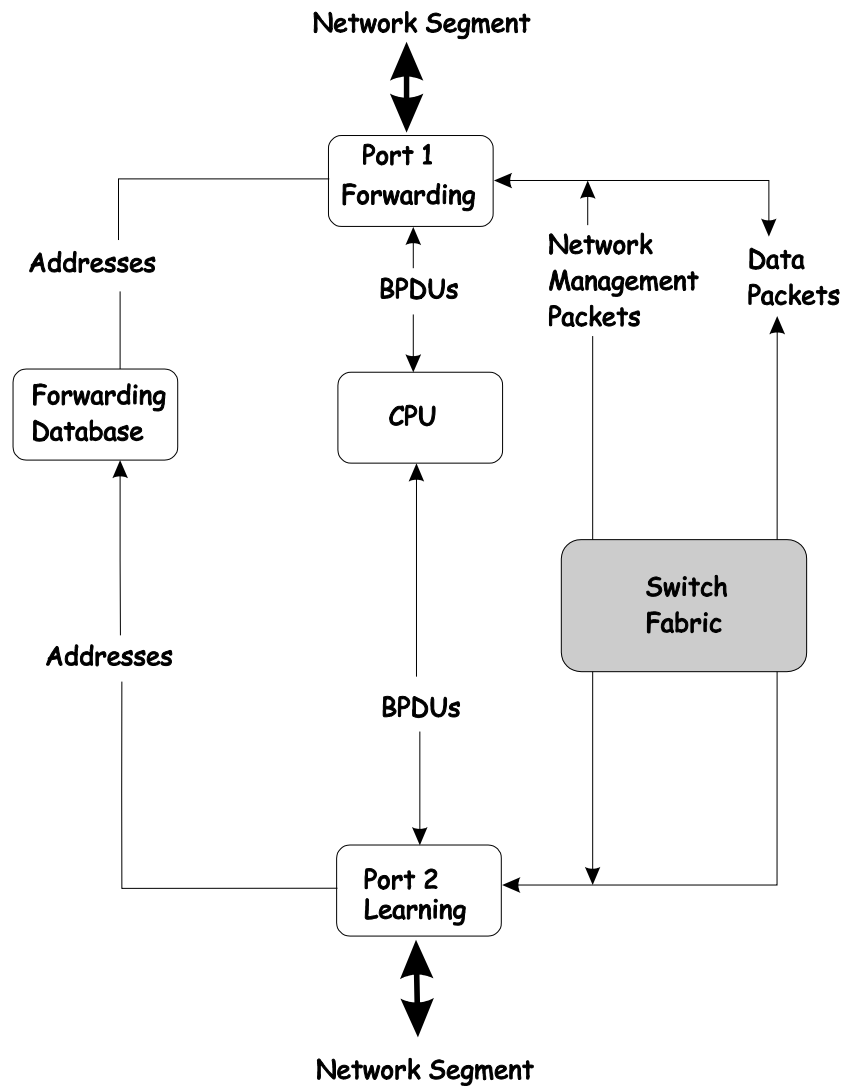 Network Segment
Port 1
Forwarding
Addresses
BPDUs
Network
Management
Packets
Data
Packets
Forwarding
Database
CPU
Switch
Fabric
Addresses
BPDUs
Port 2
Learning
Network Segment